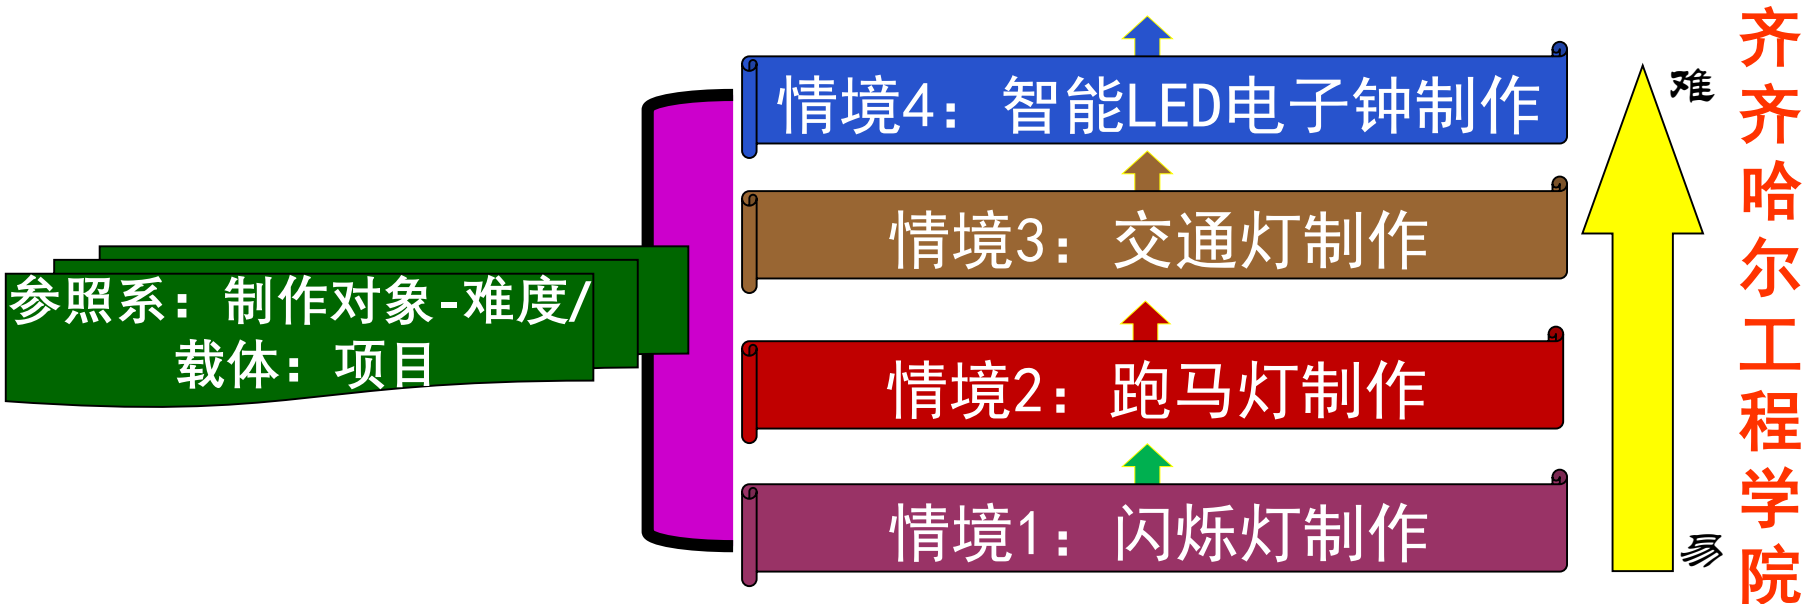 情境4：智能LED电子钟制作
情境3：交通灯制作
情境2：跑马灯制作
情境1：闪烁灯制作
参照系：制作对象-难度/
载体：项目
难
易
齐齐哈尔工程学院